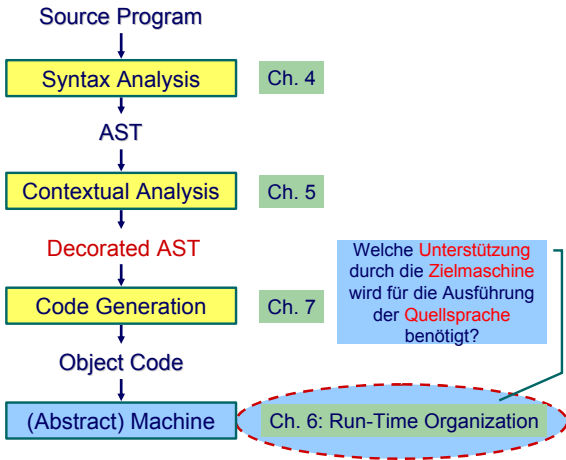 Source Program
Syntax Analysis
Ch. 4
AST
Contextual Analysis
Ch. 5
Decorated AST
Welche Unterstützung
durch die Zielmaschine
wird für die Ausführung
der Quellsprache
benötigt?
Code Generation
Ch. 7
Object Code
(Abstract) Machine
Ch. 6: Run-Time Organization